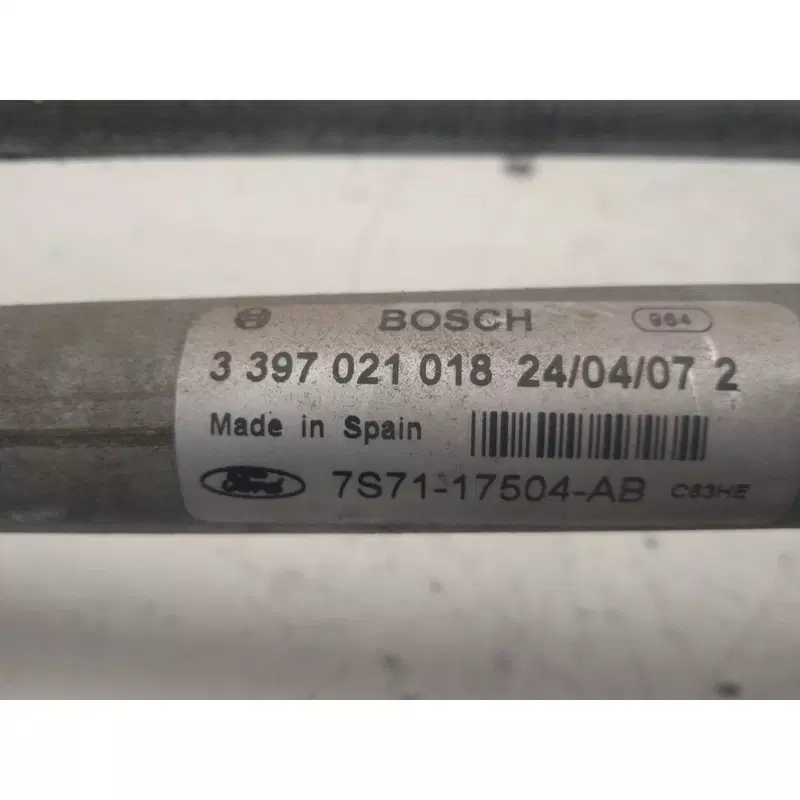 BOSCH 964
3 397 021 018 24/04/07 2
Made in Spain
Ford 7S71-17504-AB C83HE